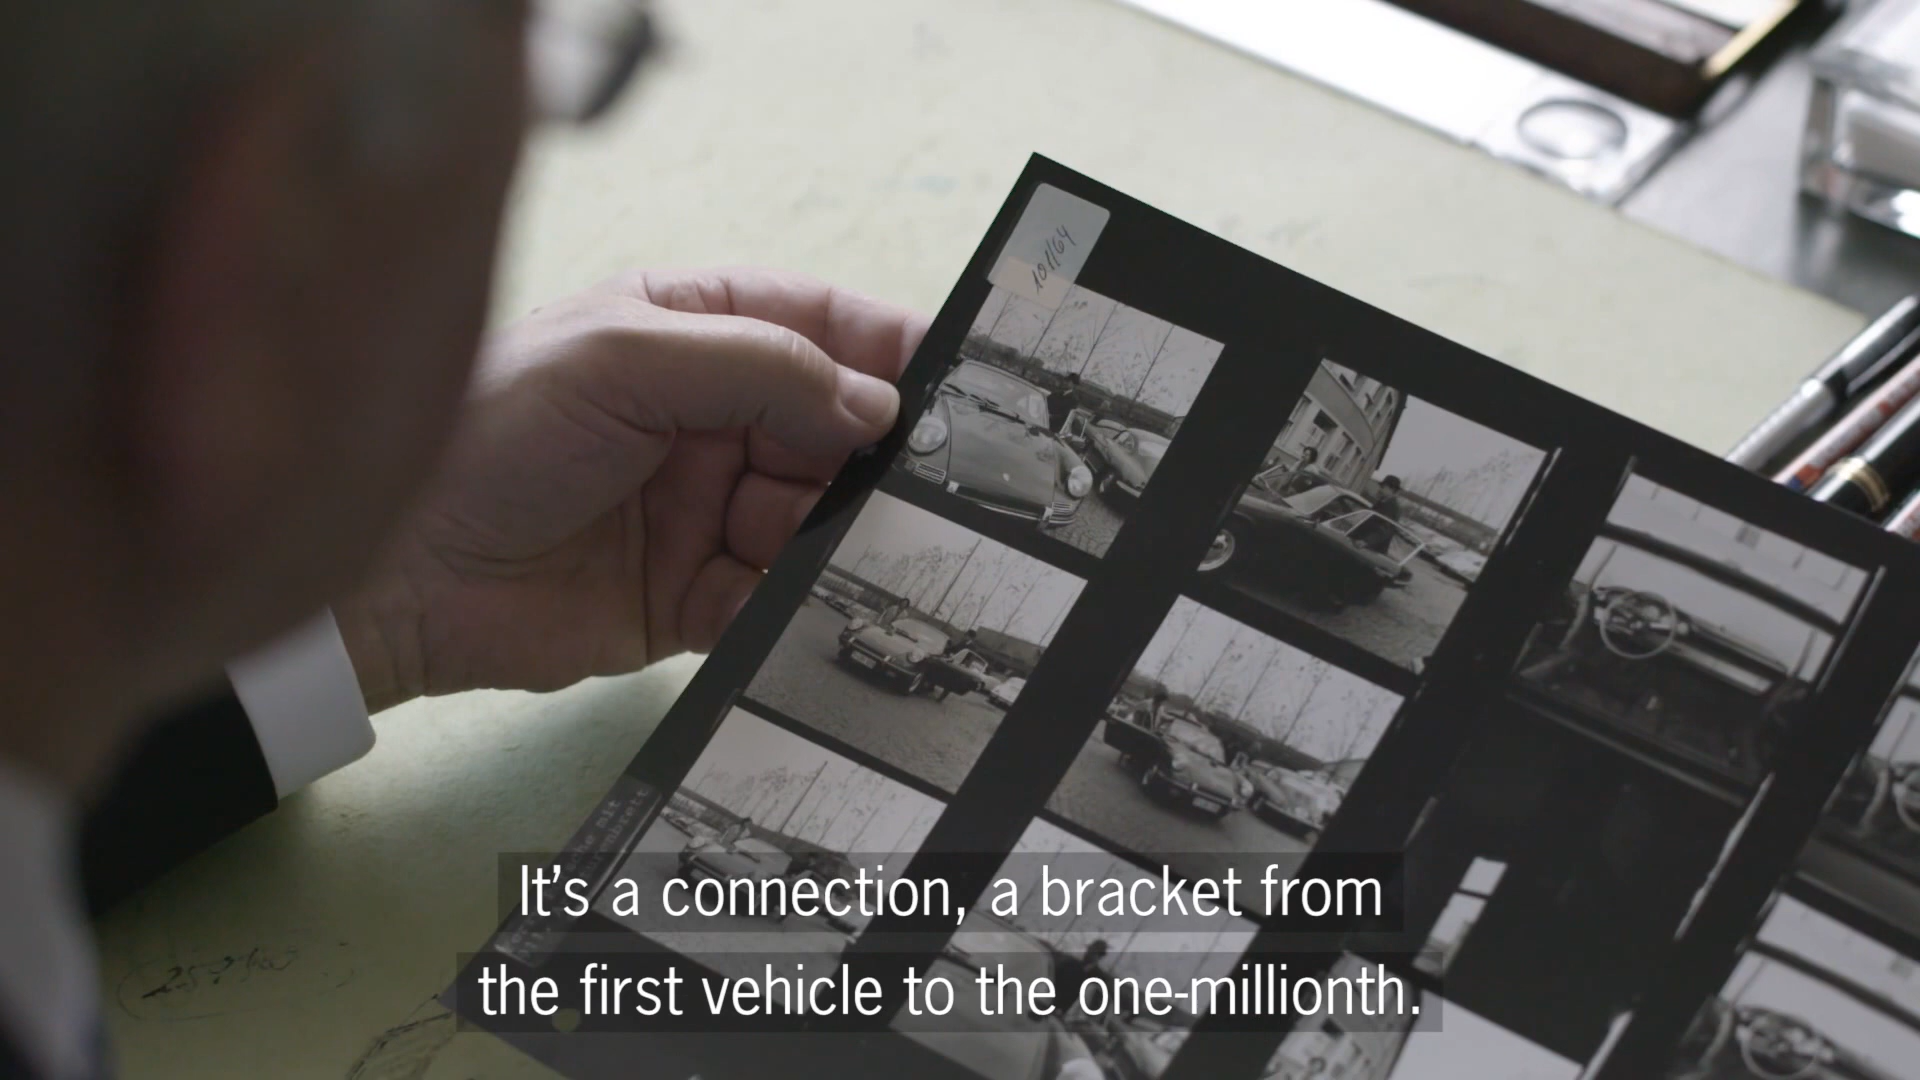 101/64
It's a connection, a bracket from
the first vehicle to the one-millionth.